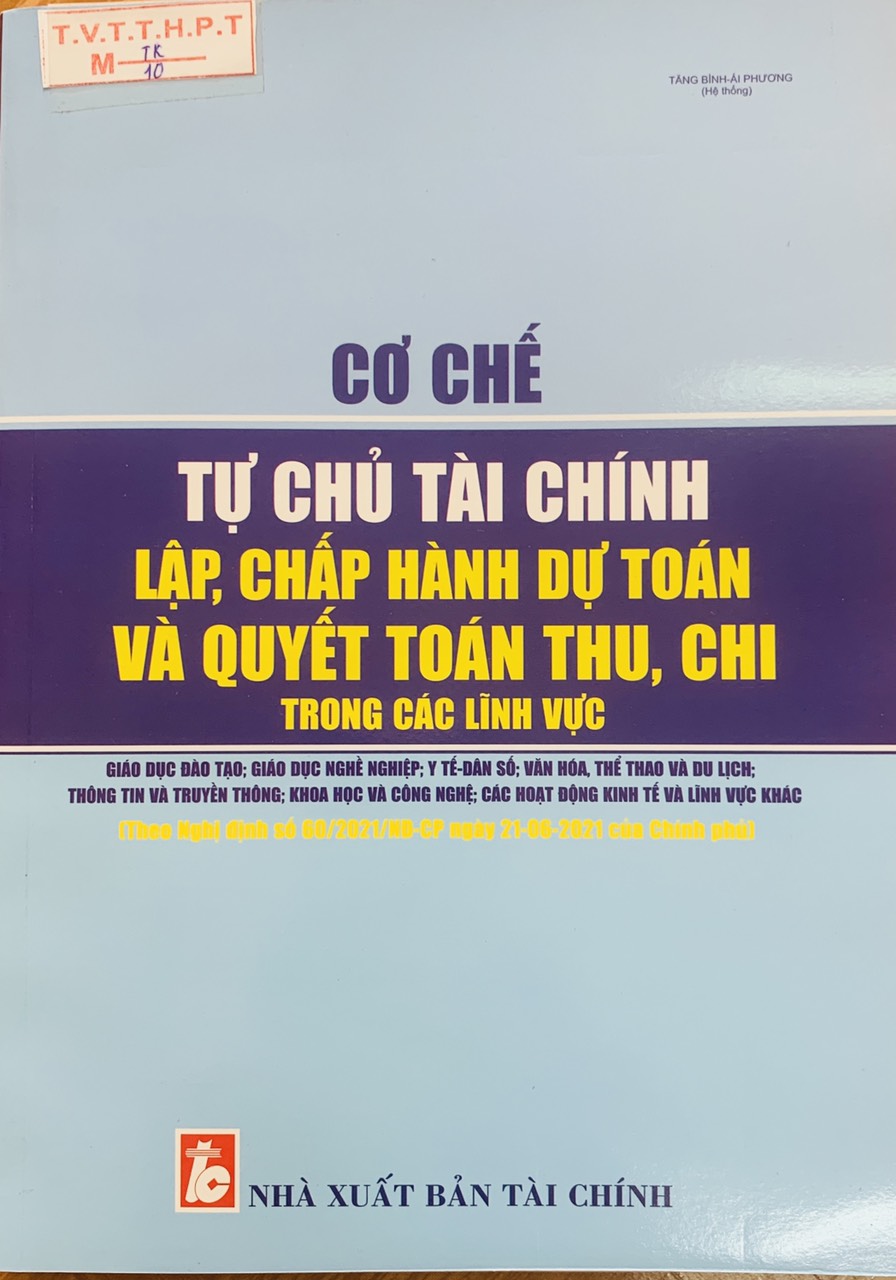 T.V.T.T.H.P.T
M TK
10
TĂNG BÌNH-ÁI PHƯƠNG
(Hệ thống)
CƠ CHẾ
TỰ CHỦ TÀI CHÍNH
LẬP, CHẤP HÀNH DỰ TOÁN
VÀ QUYẾT TOÁN THU, CHI
TRONG CÁC LĨNH VỰC
GIÁO DỤC ĐÀO TẠO; GIÁO DỤC NGHỀ NGHIỆP; Y TẾ-DÂN SỐ; VĂN HÓA, THỂ THAO VÀ DU LỊCH;
THÔNG TIN VÀ TRUYỀN THÔNG; KHOA HỌC VÀ CÔNG NGHỆ; CÁC HOẠT ĐỘNG KINH TẾ VÀ LĨNH VỰC KHÁC
(Theo Nghị định số 60/2021/NĐ-CP ngày 21-06-2021 của Chính phủ)
tc
NHÀ XUẤT BẢN TÀI CHÍNH